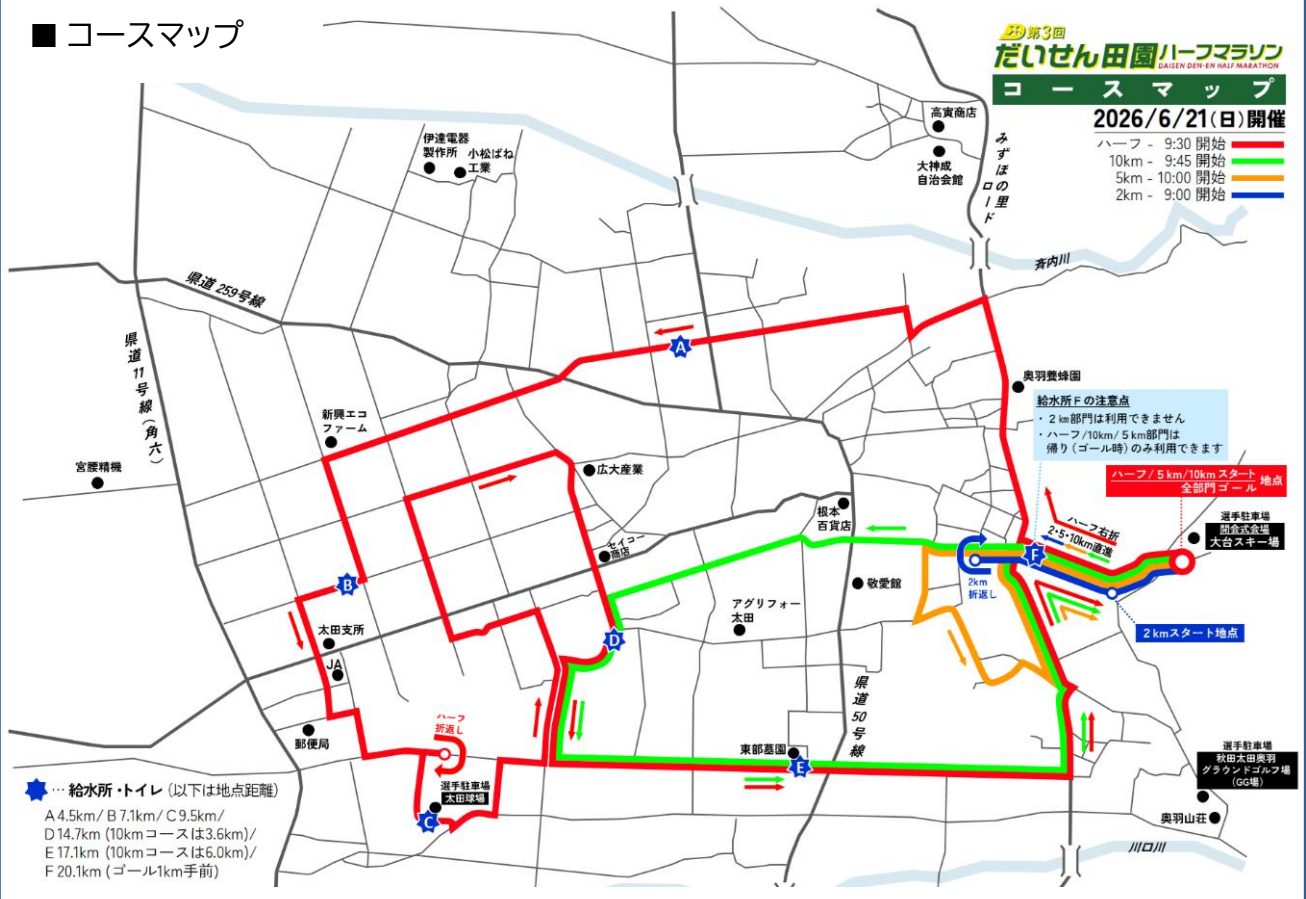 ■ コースマップ
第3回
だいせん田園ハーフマラソン
DAISEN DEN-EN HALF MARATHON
コースマップ
2026/6/21(日)開催
ハーフ - 9:30 開始
10km - 9:45 開始
5km - 10:00 開始
2km - 9:00 開始
高寅商店
大神成
自治会館
みずほの里
ロード
伊達電器
製作所
小松ばね
工業
斉内川
県道 259号線
県道11号線(角六)
A
奥羽養蜂園
給水所Fの注意点
・2km部門は利用できません
・ハーフ/10km/5km部門は
帰り(ゴール時)のみ利用できます
新興エコ
ファーム
宮腰精機
広大産業
ハーフ/5km/10kmスタート
全部門ゴール
地点
根本
百貨店
ハーフ右折
2・5・10km直進
選手駐車場
開会式会場
大台スキー場
セイコー
商店
F
B
2km
折返し
敬愛館
アグリフォー
太田
太田支所
D
2kmスタート地点
JA
県道50号線
ハーフ
折返し
郵便局
東部墓園
E
選手駐車場
秋田太田奥羽
グラウンドゴルフ場
(GG場)
選手駐車場
太田球場
C
奥羽山荘
川口川
…給水所・トイレ(以下は地点距離)
A 4.5km/ B 7.1km/ C 9.5km/
D 14.7km (10kmコースは3.6km)/
E 17.1km (10kmコースは6.0km)/
F 20.1km (ゴール1km手前)